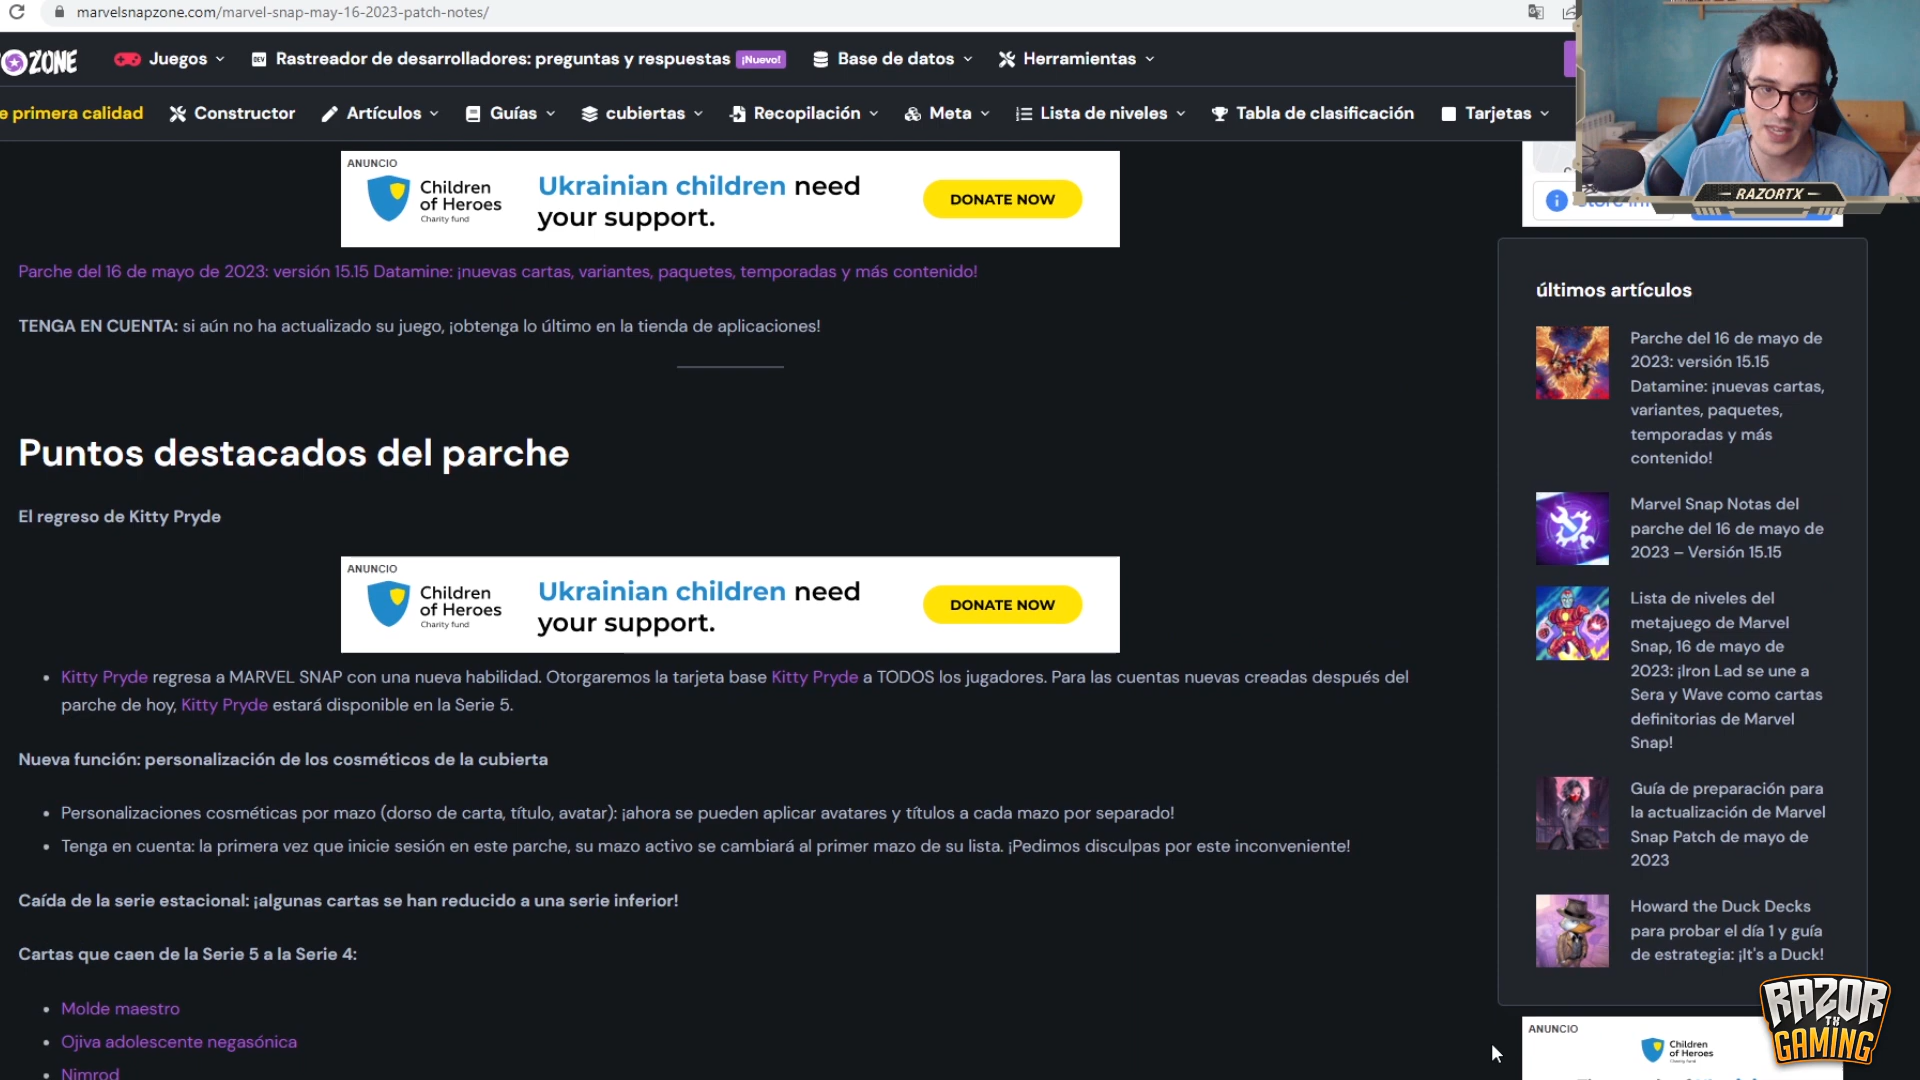 marvelsnapzone.com/marvel-snap-may-16-2023-patch-notes/
ZONE
Juegos
Rastreador de desarrolladores: preguntas y respuestas ¡Nuevo!
Base de datos
Herramientas
e primera calidad
Constructor
Artículos
Guías
cubiertas
Recopilación
Meta
Lista de niveles
Tabla de clasificación
Tarjetas
RAZORTX
ANUNCIO
Children
of Heroes
Charity fund
Ukrainian children need
your support.
DONATE NOW
Parche del 16 de mayo de 2023: versión 15.15 Datamine: ¡nuevas cartas, variantes, paquetes, temporadas y más contenido!
TENGA EN CUENTA: si aún no ha actualizado su juego, ¡obtenga lo último en la tienda de aplicaciones!
Puntos destacados del parche
El regreso de Kitty Pryde
ANUNCIO
Children
of Heroes
Charity fund
Ukrainian children need
your support.
DONATE NOW
Kitty Pryde regresa a MARVEL SNAP con una nueva habilidad. Otorgaremos la tarjeta base Kitty Pryde a TODOS los jugadores. Para las cuentas nuevas creadas después del
parche de hoy, Kitty Pryde estará disponible en la Serie 5.
Nueva función: personalización de los cosméticos de la cubierta
Personalizaciones cosméticas por mazo (dorso de carta, título, avatar): ¡ahora se pueden aplicar avatares y títulos a cada mazo por separado!
Tenga en cuenta: la primera vez que inicie sesión en este parche, su mazo activo se cambiará al primer mazo de su lista. ¡Pedimos disculpas por este inconveniente!
Caída de la serie estacional: ¡algunas cartas se han reducido a una serie inferior!
Cartas que caen de la Serie 5 a la Serie 4:
Molde maestro
Ojiva adolescente negasónica
Nimrod
últimos artículos
Parche del 16 de mayo de
2023: versión 15.15
Datamine: ¡nuevas cartas,
variantes, paquetes,
temporadas y más
contenido!
Marvel Snap Notas del
parche del 16 de mayo de
2023 – Versión 15.15
Lista de niveles del
metajuego de Marvel
Snap, 16 de mayo de
2023: ¡Iron Lad se une a
Sera y Wave como cartas
definitorias de Marvel
Snap!
Guía de preparación para
la actualización de Marvel
Snap Patch de mayo de
2023
Howard the Duck Decks
para probar el día 1 y guía
de estrategia: ¡It's a Duck!
ANUNCIO
Children
of Heroes
RAZOR
TX
GAMING